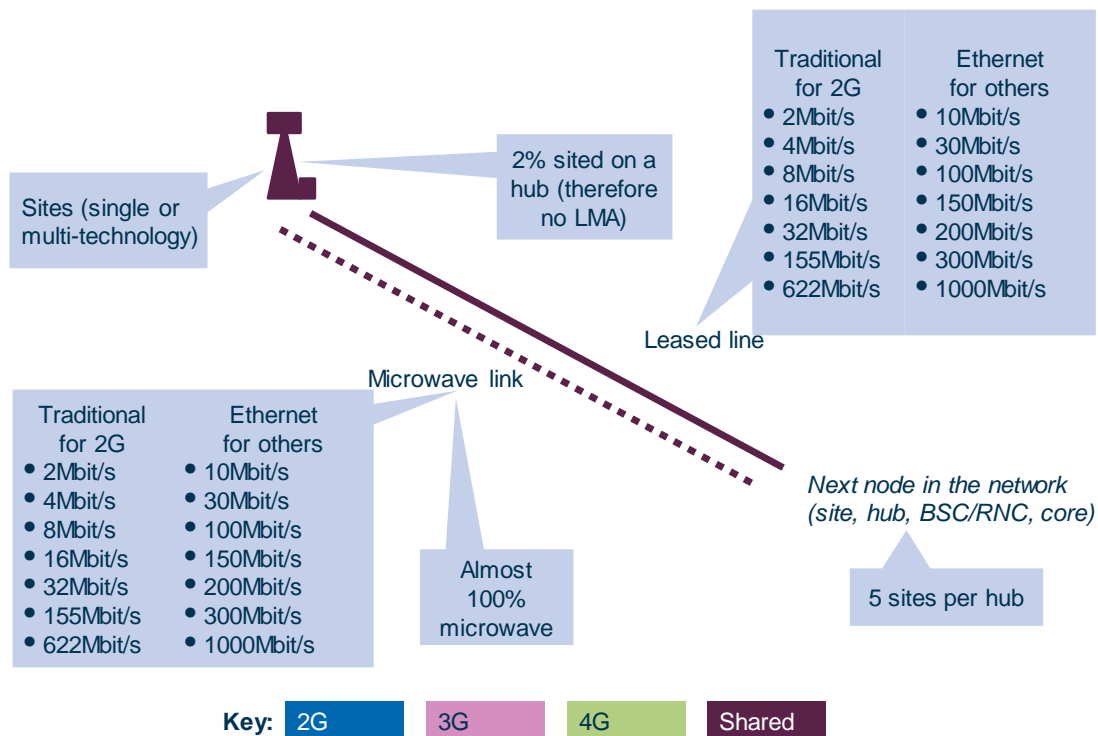 Traditional
for 2G
• 2Mbit/s
• 4Mbit/s
• 8Mbit/s
• 16Mbit/s
• 32Mbit/s
• 155Mbit/s
• 622Mbit/s
Ethernet
for others
• 10Mbit/s
• 30Mbit/s
• 100Mbit/s
• 150Mbit/s
• 200Mbit/s
• 300Mbit/s
• 1000Mbit/s
2% sited on a
hub (therefore
no LMA)
Sites (single or
multi-technology)
Leased line
Microwave link
Traditional
for 2G
• 2Mbit/s
• 4Mbit/s
• 8Mbit/s
• 16Mbit/s
• 32Mbit/s
• 155Mbit/s
• 622Mbit/s
Ethernet
for others
• 10Mbit/s
• 30Mbit/s
• 100Mbit/s
• 150Mbit/s
• 200Mbit/s
• 300Mbit/s
• 1000Mbit/s
Almost
100%
microwave
Next node in the network
(site, hub, BSC/RNC, core)
5 sites per hub
Key: 2G 3G 4G Shared